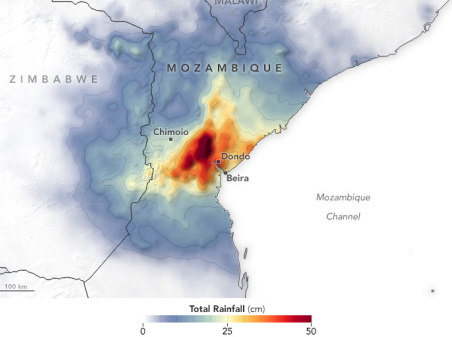 MALAWI
ZIMBABWE
MOZAMBIQUE
Chimoio
Dondo
Beira
Mozambique
Channel
100 km
Total Rainfall (cm)
0 25 50